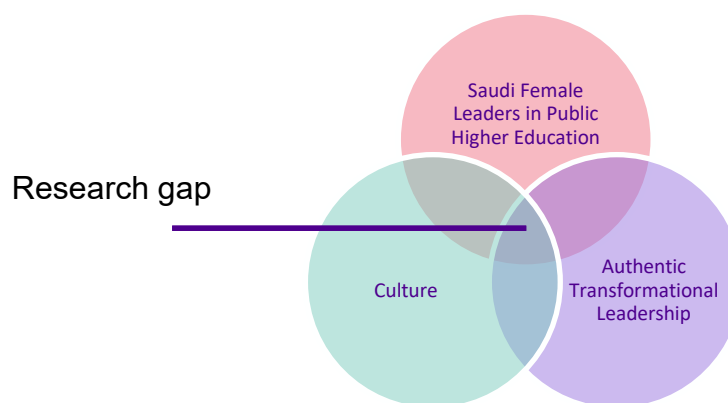 Saudi Female
Leaders in Public
Higher Education
Research gap
Culture
Authentic
Transformational
Leadership